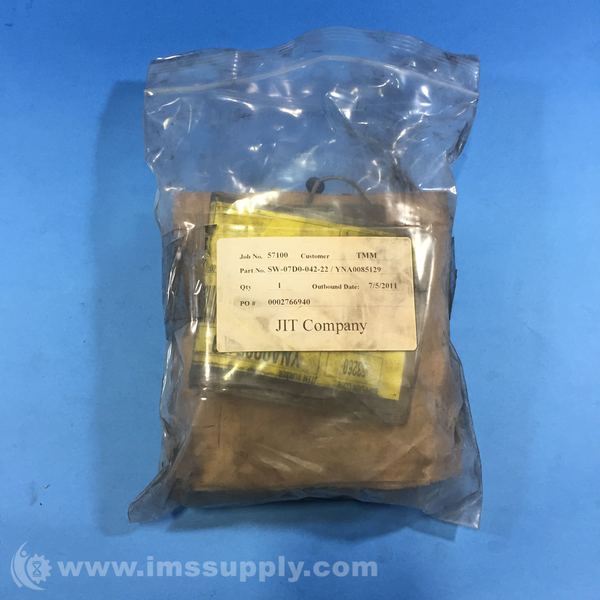 Job No. 57100 Customer TMM
Part No. SW-07D0-042-22 / YNA0085129
Qty 1 Outbound Date: 7/5/2011
PO # 0002766940
JIT Company
www.imssupply.com